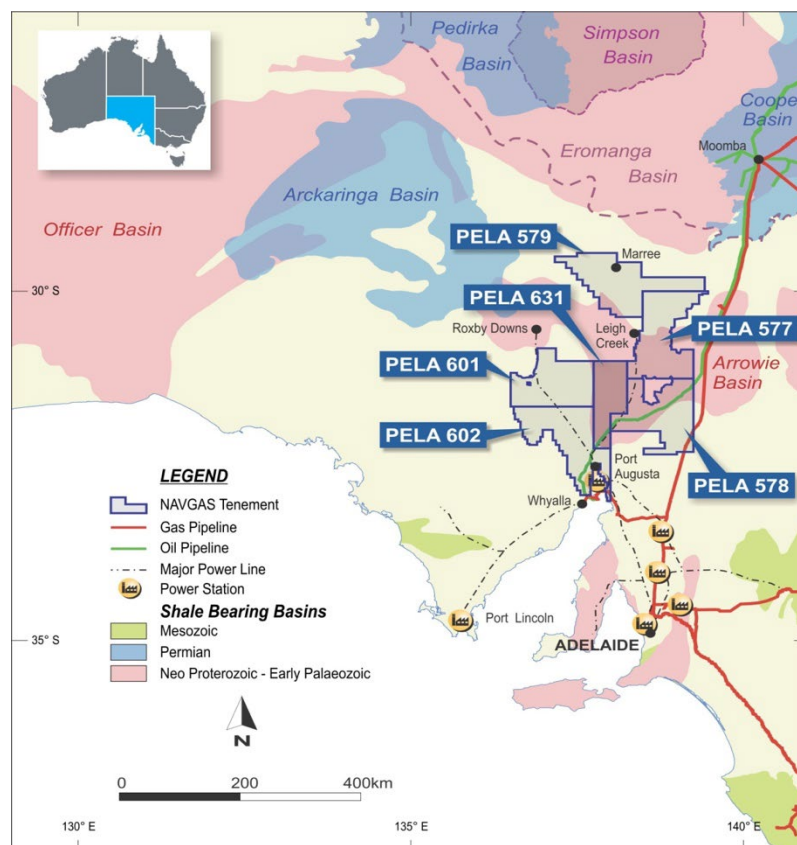 Pedirka
Basin
Simpson
Basin
Cooper
Basin
Moomba
Eromanga
Basin
Arckaringa Basin
Officer Basin
PELA 579
Marree
30° S
PELA 631
Roxby Downs
Leigh
Creek
PELA 577
PELA 601
Arrowie
Basin
PELA 602
Port
Augusta
PELA 578
Whyalla
LEGEND
NAVGAS Tenement
Gas Pipeline
Oil Pipeline
Major Power Line
Power Station
Shale Bearing Basins
Mesozoic
Permian
Neo Proterozoic - Early Palaeozoic
Port Lincoln
35° S
ADELAIDE
N
0
200
400km
130° E
135° E
140° E